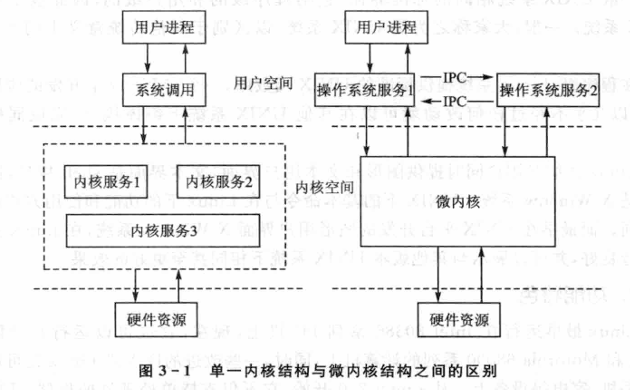 用户进程
用户进程
系统调用
用户空间
操作系统服务1
IPC
IPC
操作系统服务2
内核服务1
内核服务2
内核服务3
内核空间
微内核
硬件资源
硬件资源
图 3-1 单一内核结构与微内核结构之间的区别